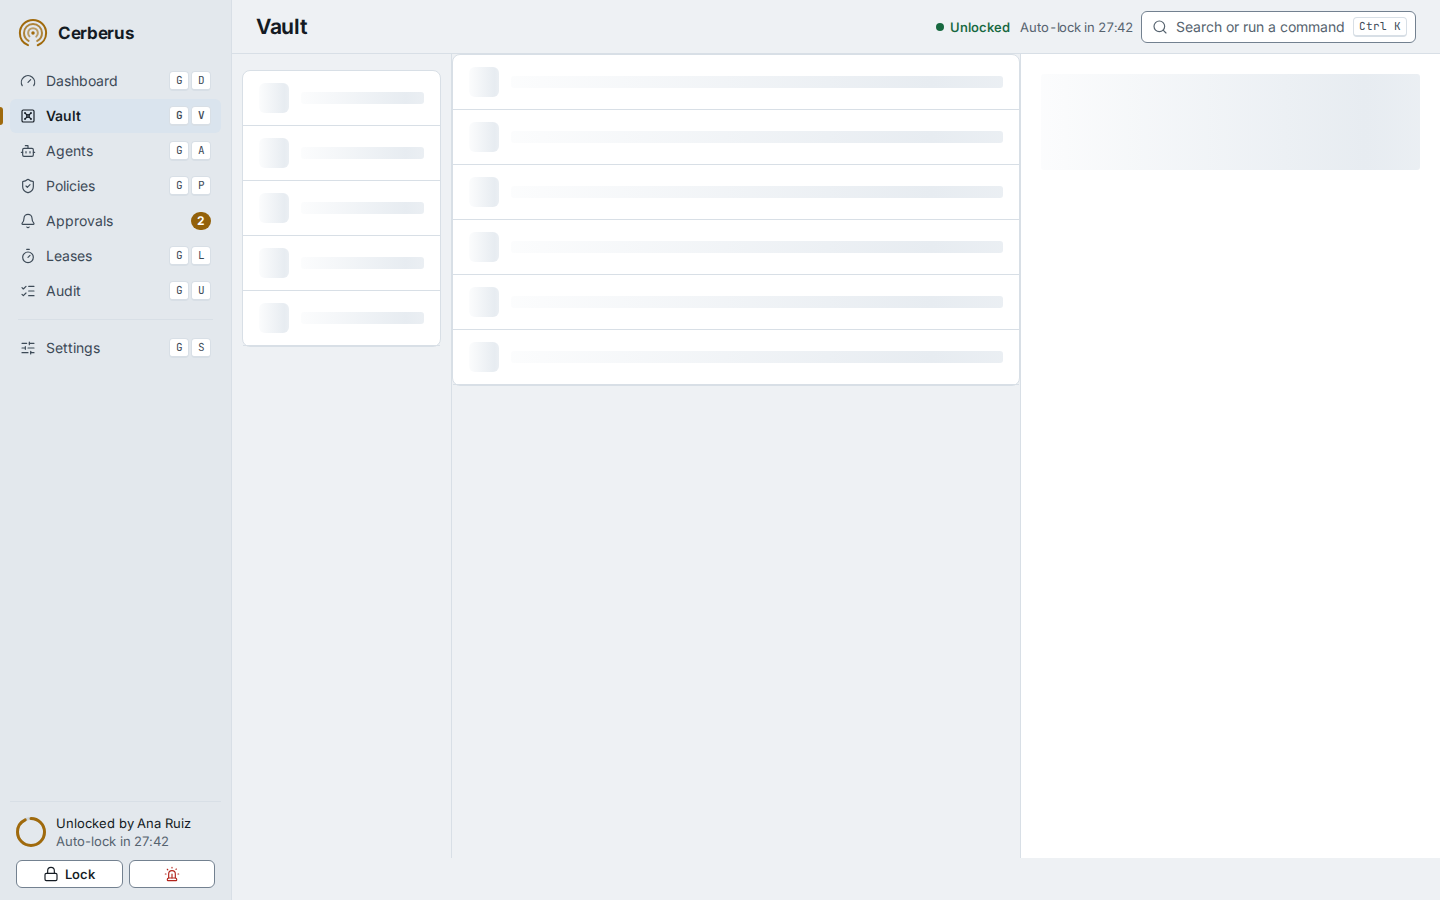 Cerberus
Dashboard G D
Vault G V
Agents G A
Policies G P
Approvals 2
Leases G L
Audit G U
Settings G S
Unlocked by Ana Ruiz
Auto-lock in 27:42
Lock
Vault
Unlocked Auto-lock in 27:42
Search or run a command Ctrl K